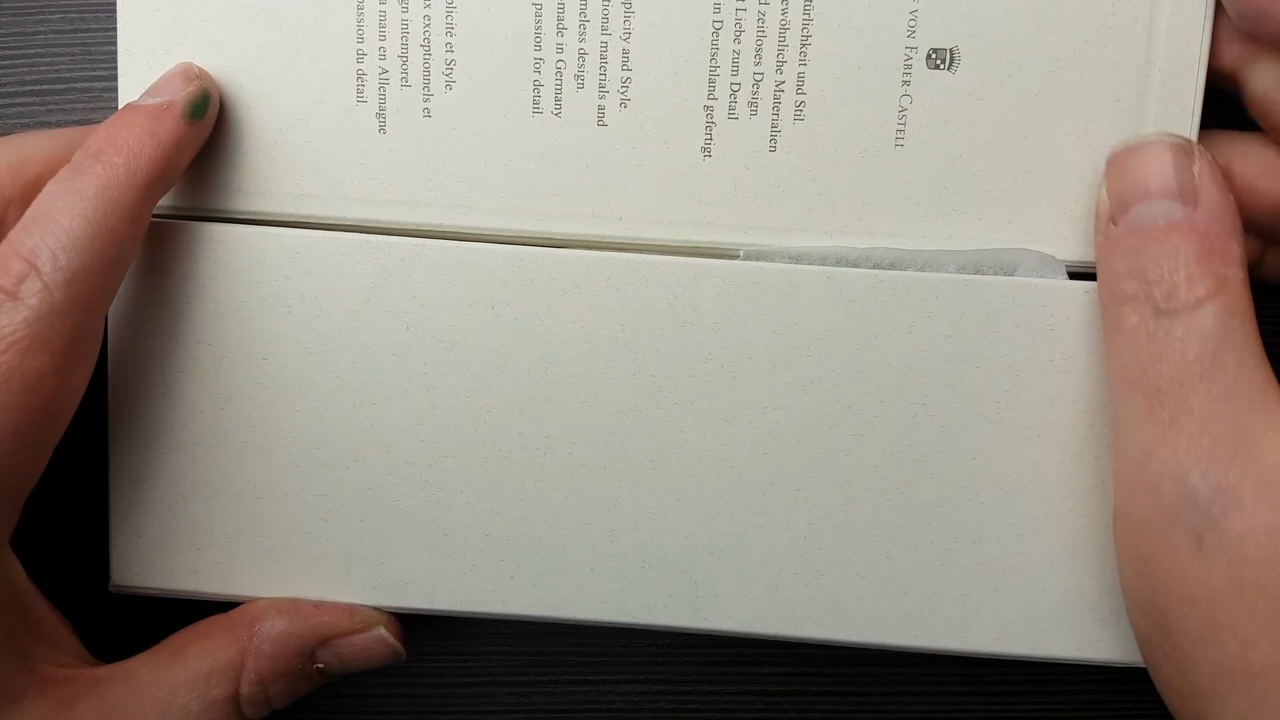 VON FABER-CASTELL
türlichkeit und Stil.
ewöhnliche Materialien
d zeitloses Design.
t Liebe zum Detail
in Deutschland gefertigt.
plicity and Style.
tional materials and
meless design.
-made in Germany
passion for detail.
plicité et Style.
ux exceptionnels et
gn intemporel.
a main en Allemagne
passion du détail.